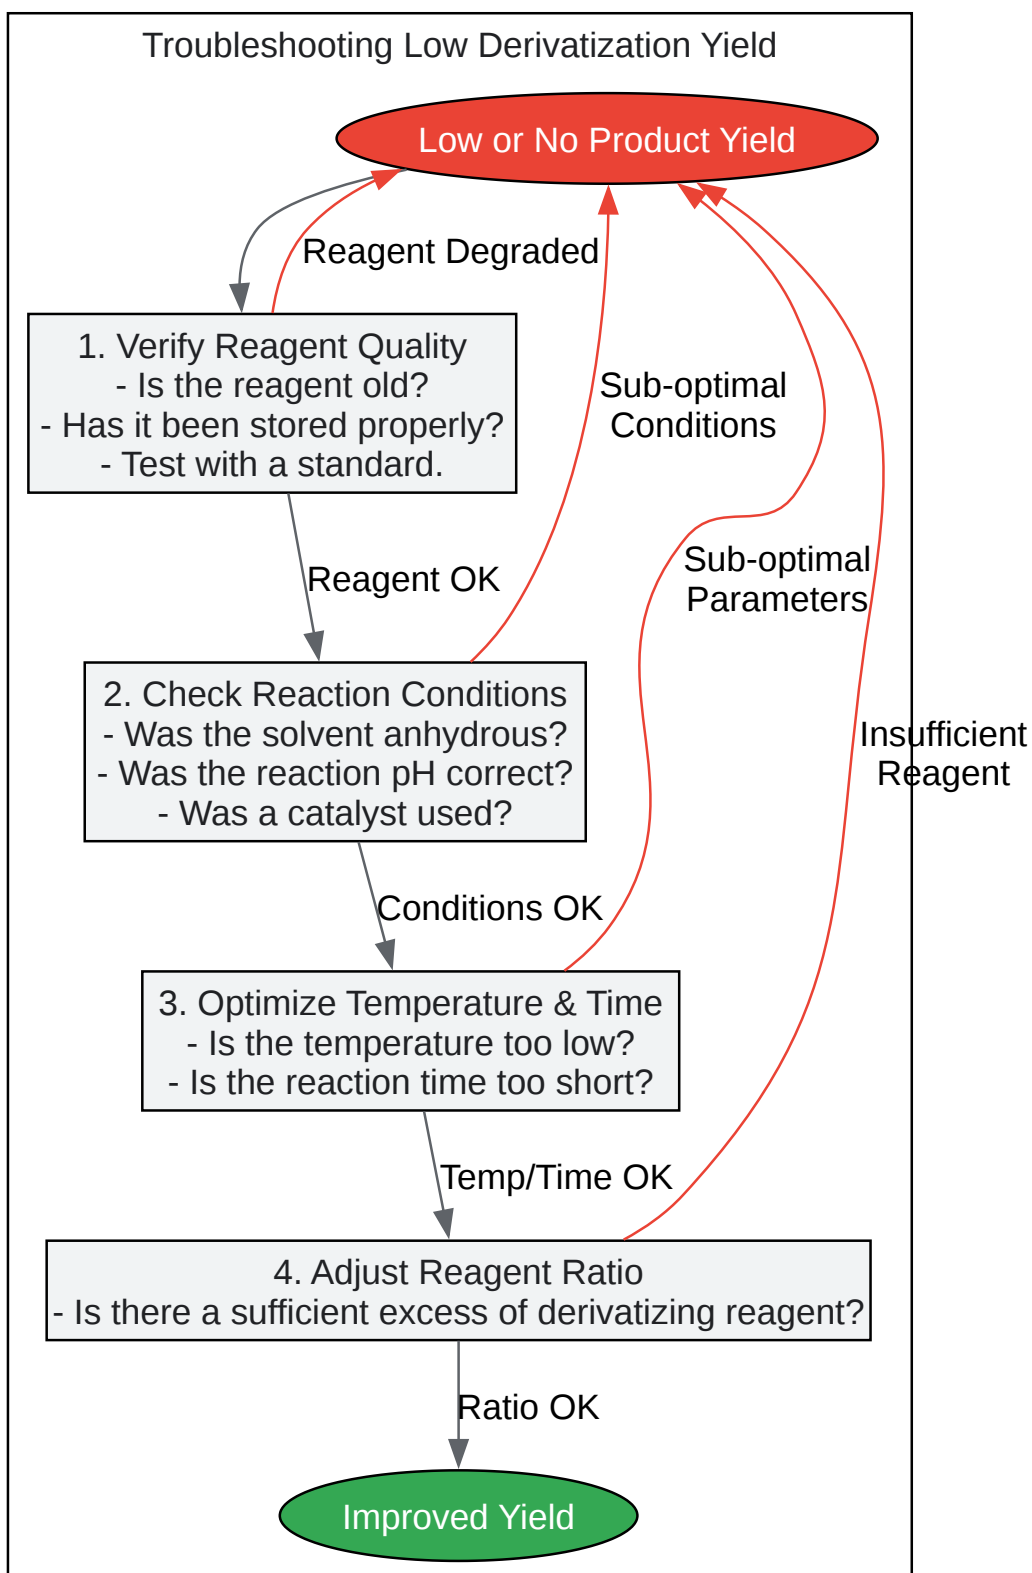 Troubleshooting Low Derivatization Yield
Low or No Product Yield
Reagent Degraded
1. Verify Reagent Quality
- Is the reagent old?
- Has it been stored properly?
- Test with a standard.
Sub-optimal
Conditions
Reagent OK
Sub-optimal
Parameters
2. Check Reaction Conditions
- Was the solvent anhydrous?
- Was the reaction pH correct?
- Was a catalyst used?
Insufficient
Reagent
Conditions OK
3. Optimize Temperature & Time
- Is the temperature too low?
- Is the reaction time too short?
Temp/Time OK
4. Adjust Reagent Ratio
- Is there a sufficient excess of derivatizing reagent?
Ratio OK
Improved Yield